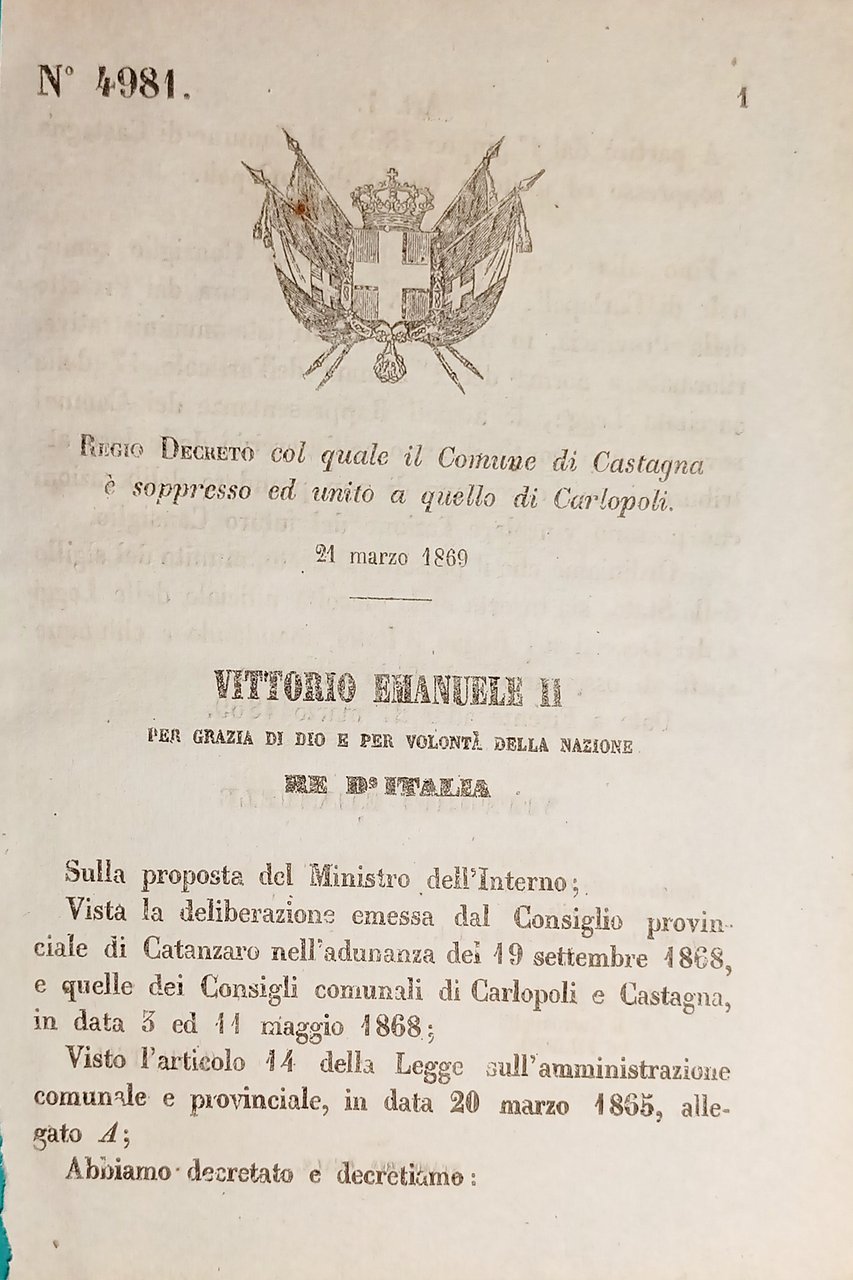 N° 4981.
1
REGIO DECRETO col quale il Comune di Castagna
è soppresso ed unito a quello di Carlopoli.
21 marzo 1869
VITTORIO EMANUELE II
PER GRAZIA DI DIO E PER VOLONTÀ DELLA NAZIONE
RE D'ITALIA
Sulla proposta del Ministro dell'Interno;
Vista la deliberazione emessa dal Consiglio provin-
ciale di Catanzaro nell'adunanza del 19 settembre 1868,
e quelle dei Consigli comunali di Carlopoli e Castagna,
in data 3 ed 11 maggio 1868;
Visto l'articolo 14 della Legge sull'amministrazione
comunale e provinciale, in data 20 marzo 1865, alle-
gato A;
Abbiamo decretato e decretiamo: